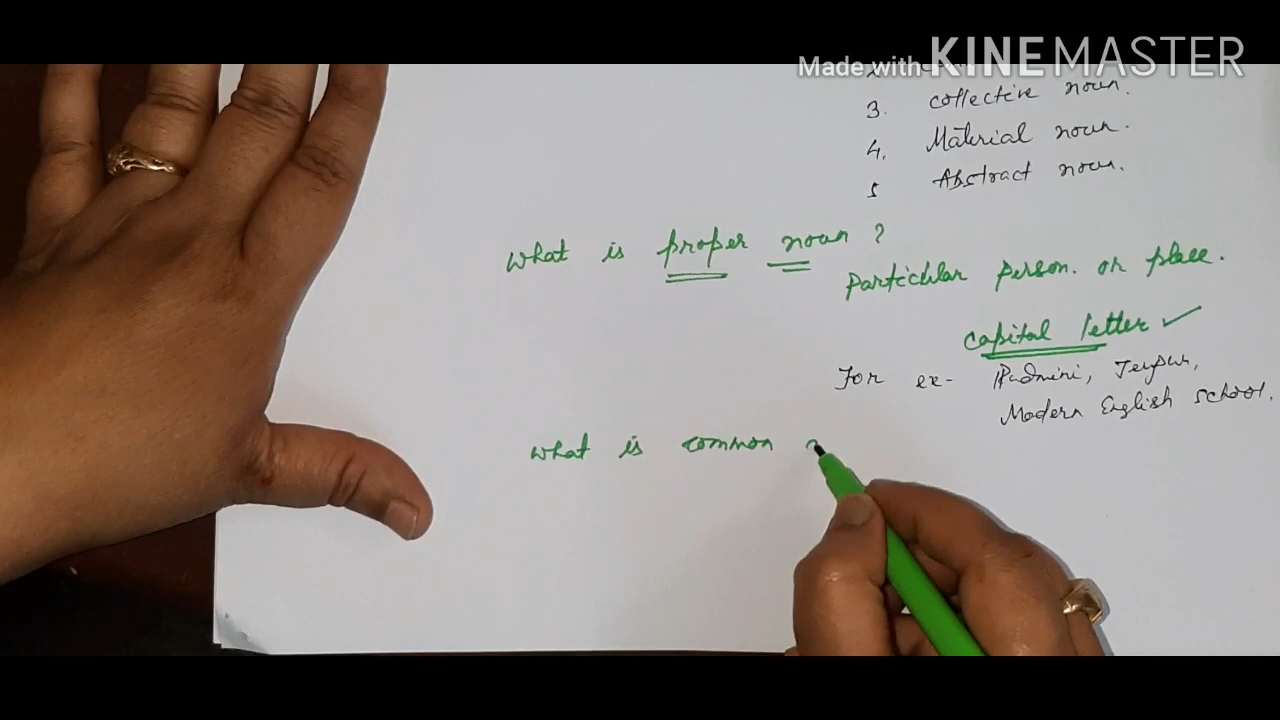 Made with KINEMASTER
3. collective noun.
4. Material noun.
5 Abstract noun.
What is proper noun ?
Particular person. or place.
capital letter ✓
For ex- Padmini, Tezpur,
Modern English school.
What is common